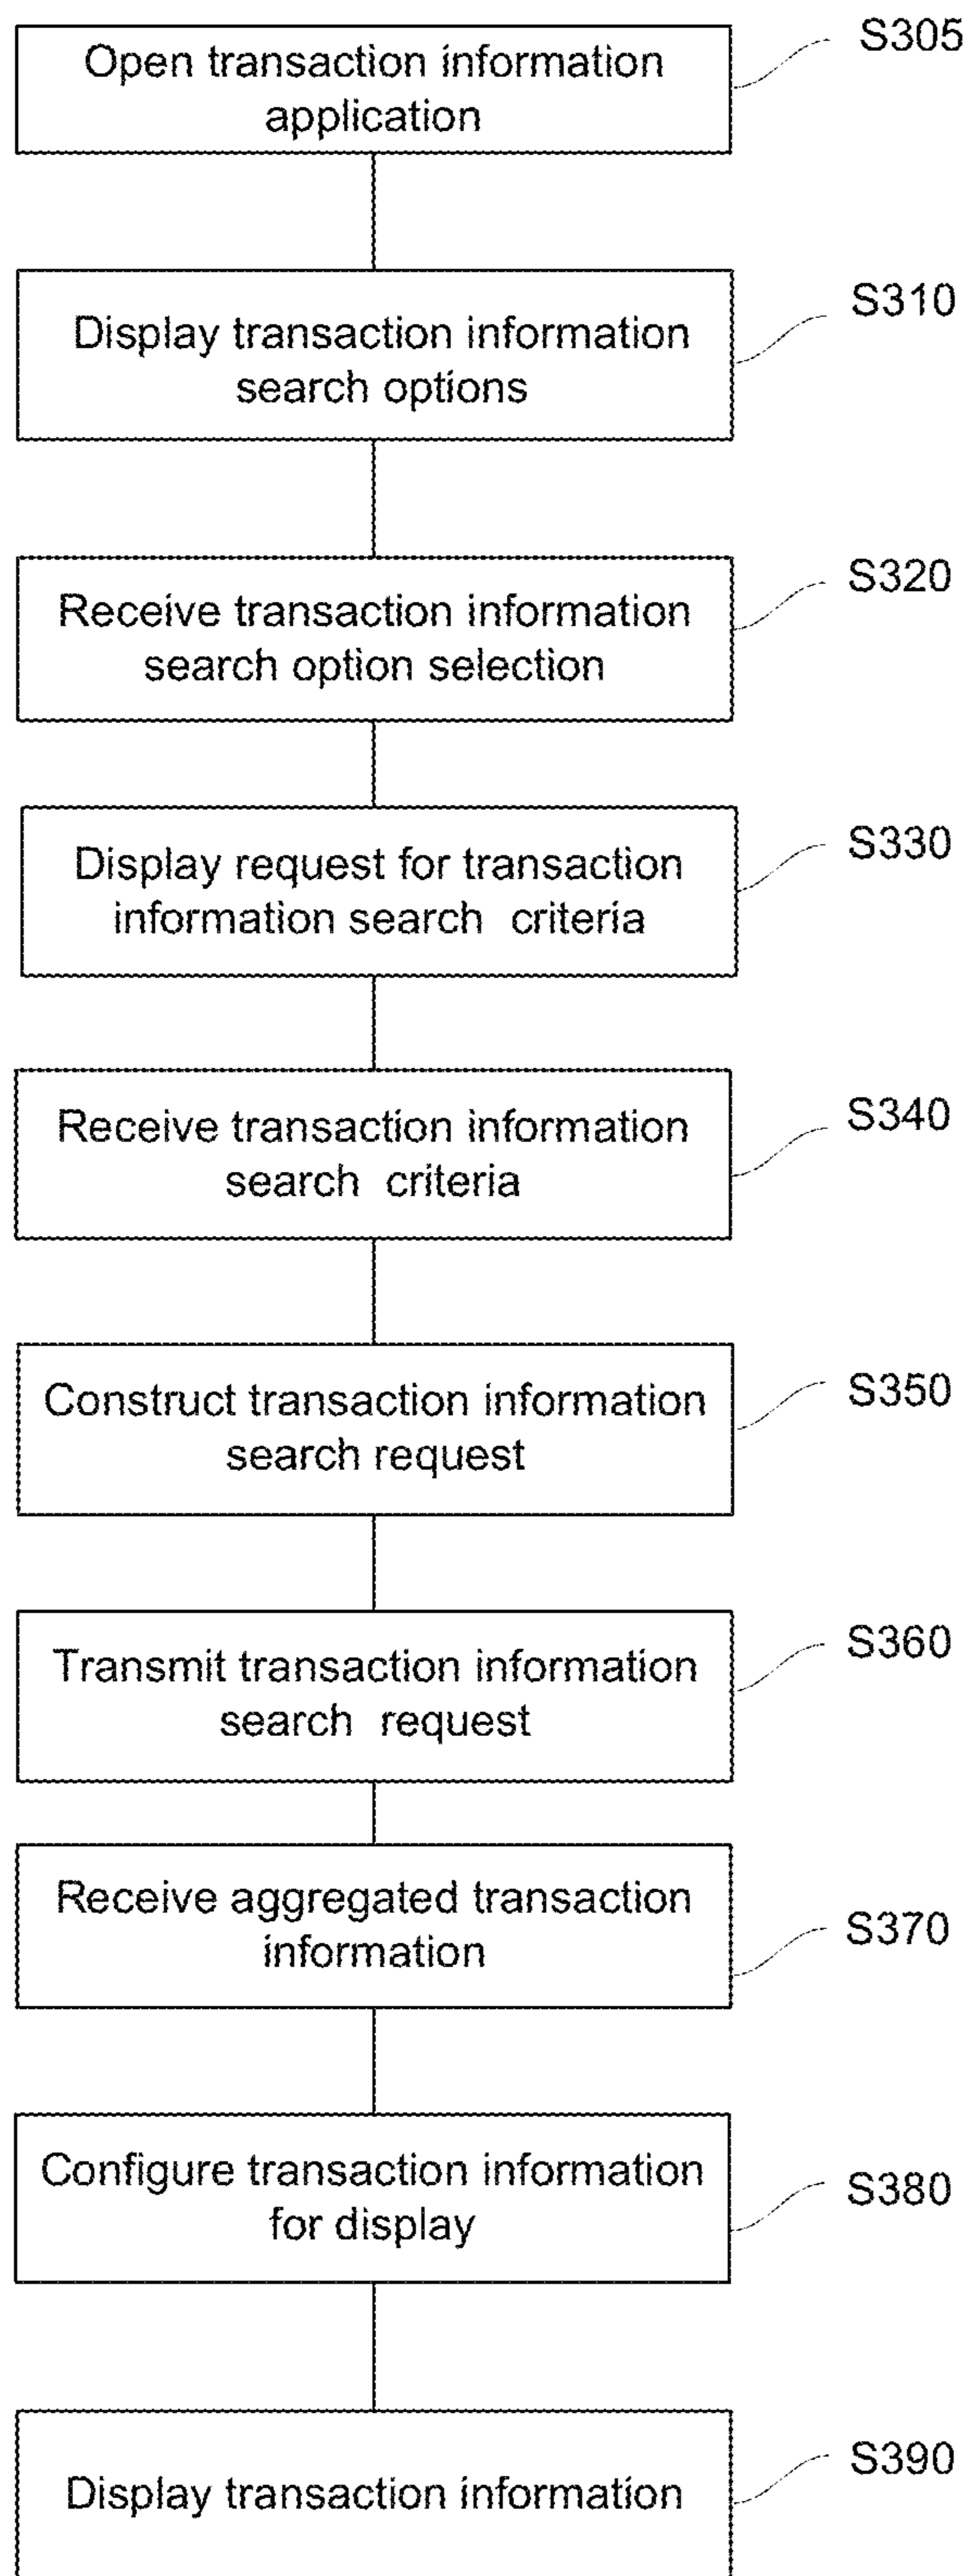 Open transaction information
application
S305
Display transaction information
search options
S310
Receive transaction information
search option selection
S320
Display request for transaction
information search criteria
S330
Receive transaction information
search criteria
S340
Construct transaction information
search request
S350
Transmit transaction information
search request
S360
Receive aggregated transaction
information
S370
Configure transaction information
for display
S380
Display transaction information
S390